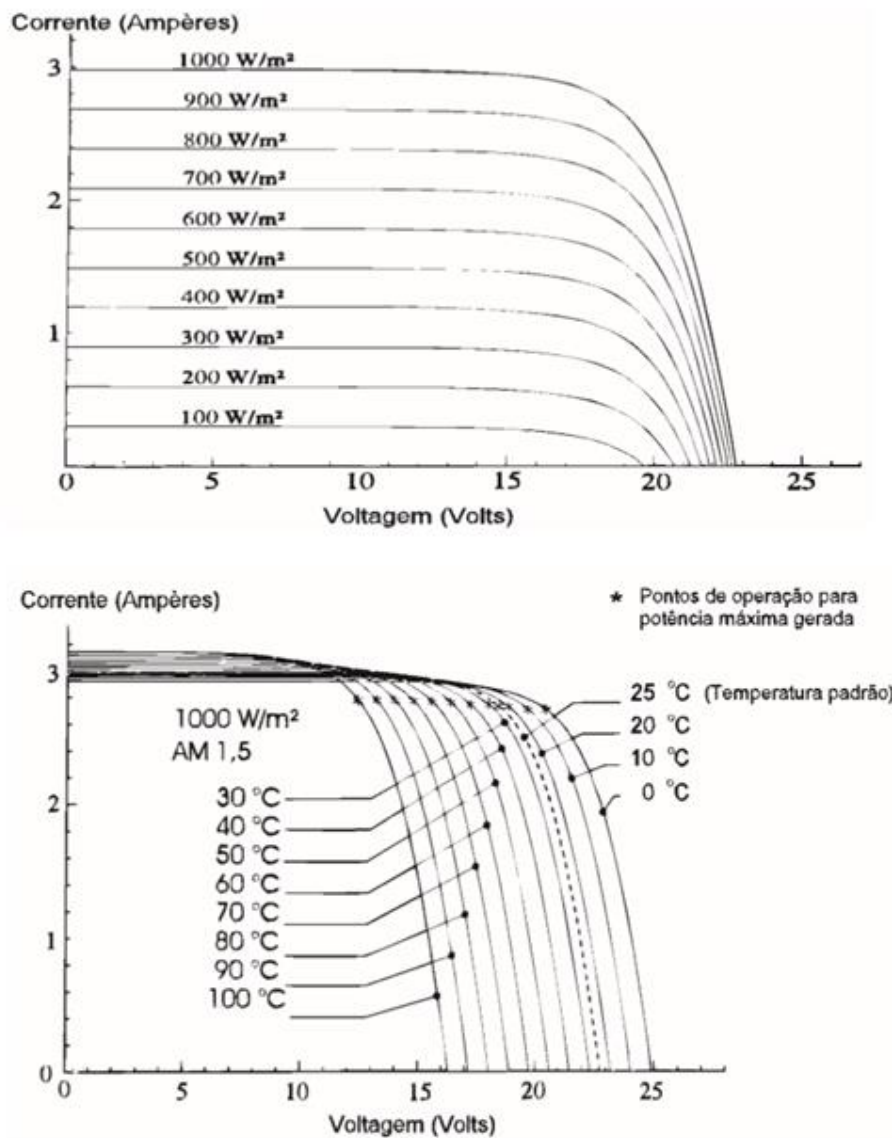 Corrente (Ampères)
3
2
1
1000 W/m²
900 W/m²
800 W/m²
700 W/m²
600 W/m²
500 W/m²
400 W/m²
300 W/m²
200 W/m²
100 W/m²
0 5 10 15 20 25
Voltagem (Volts)
Corrente (Ampères)
* Pontos de operação para
potência máxima gerada
3
2
1
0
1000 W/m²
AM 1,5
25 °C (Temperatura padrão)
20 °C
10 °C
0 °C
30 °C
40 °C
50 °C
60 °C
70 °C
80 °C
90 °C
100 °C
0 5 10 15 20 25
Voltagem (Volts)